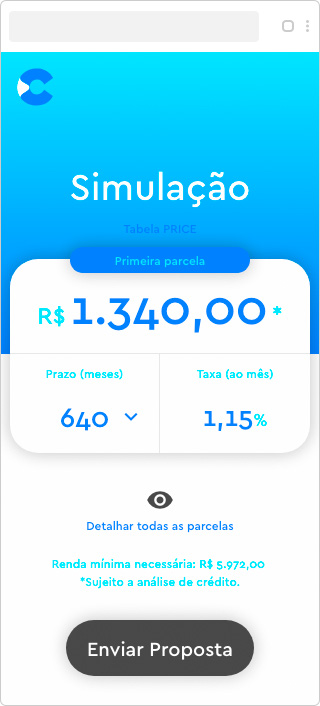 Simulação
Tabela PRICE
Primeira parcela
R$ 1.340,00 *
Prazo (meses)
Taxa (ao mês)
640
1,15%
Detalhar todas as parcelas
Renda mínima necessária: R$ 5.972,00
*Sujeito a análise de crédito.
Enviar Proposta